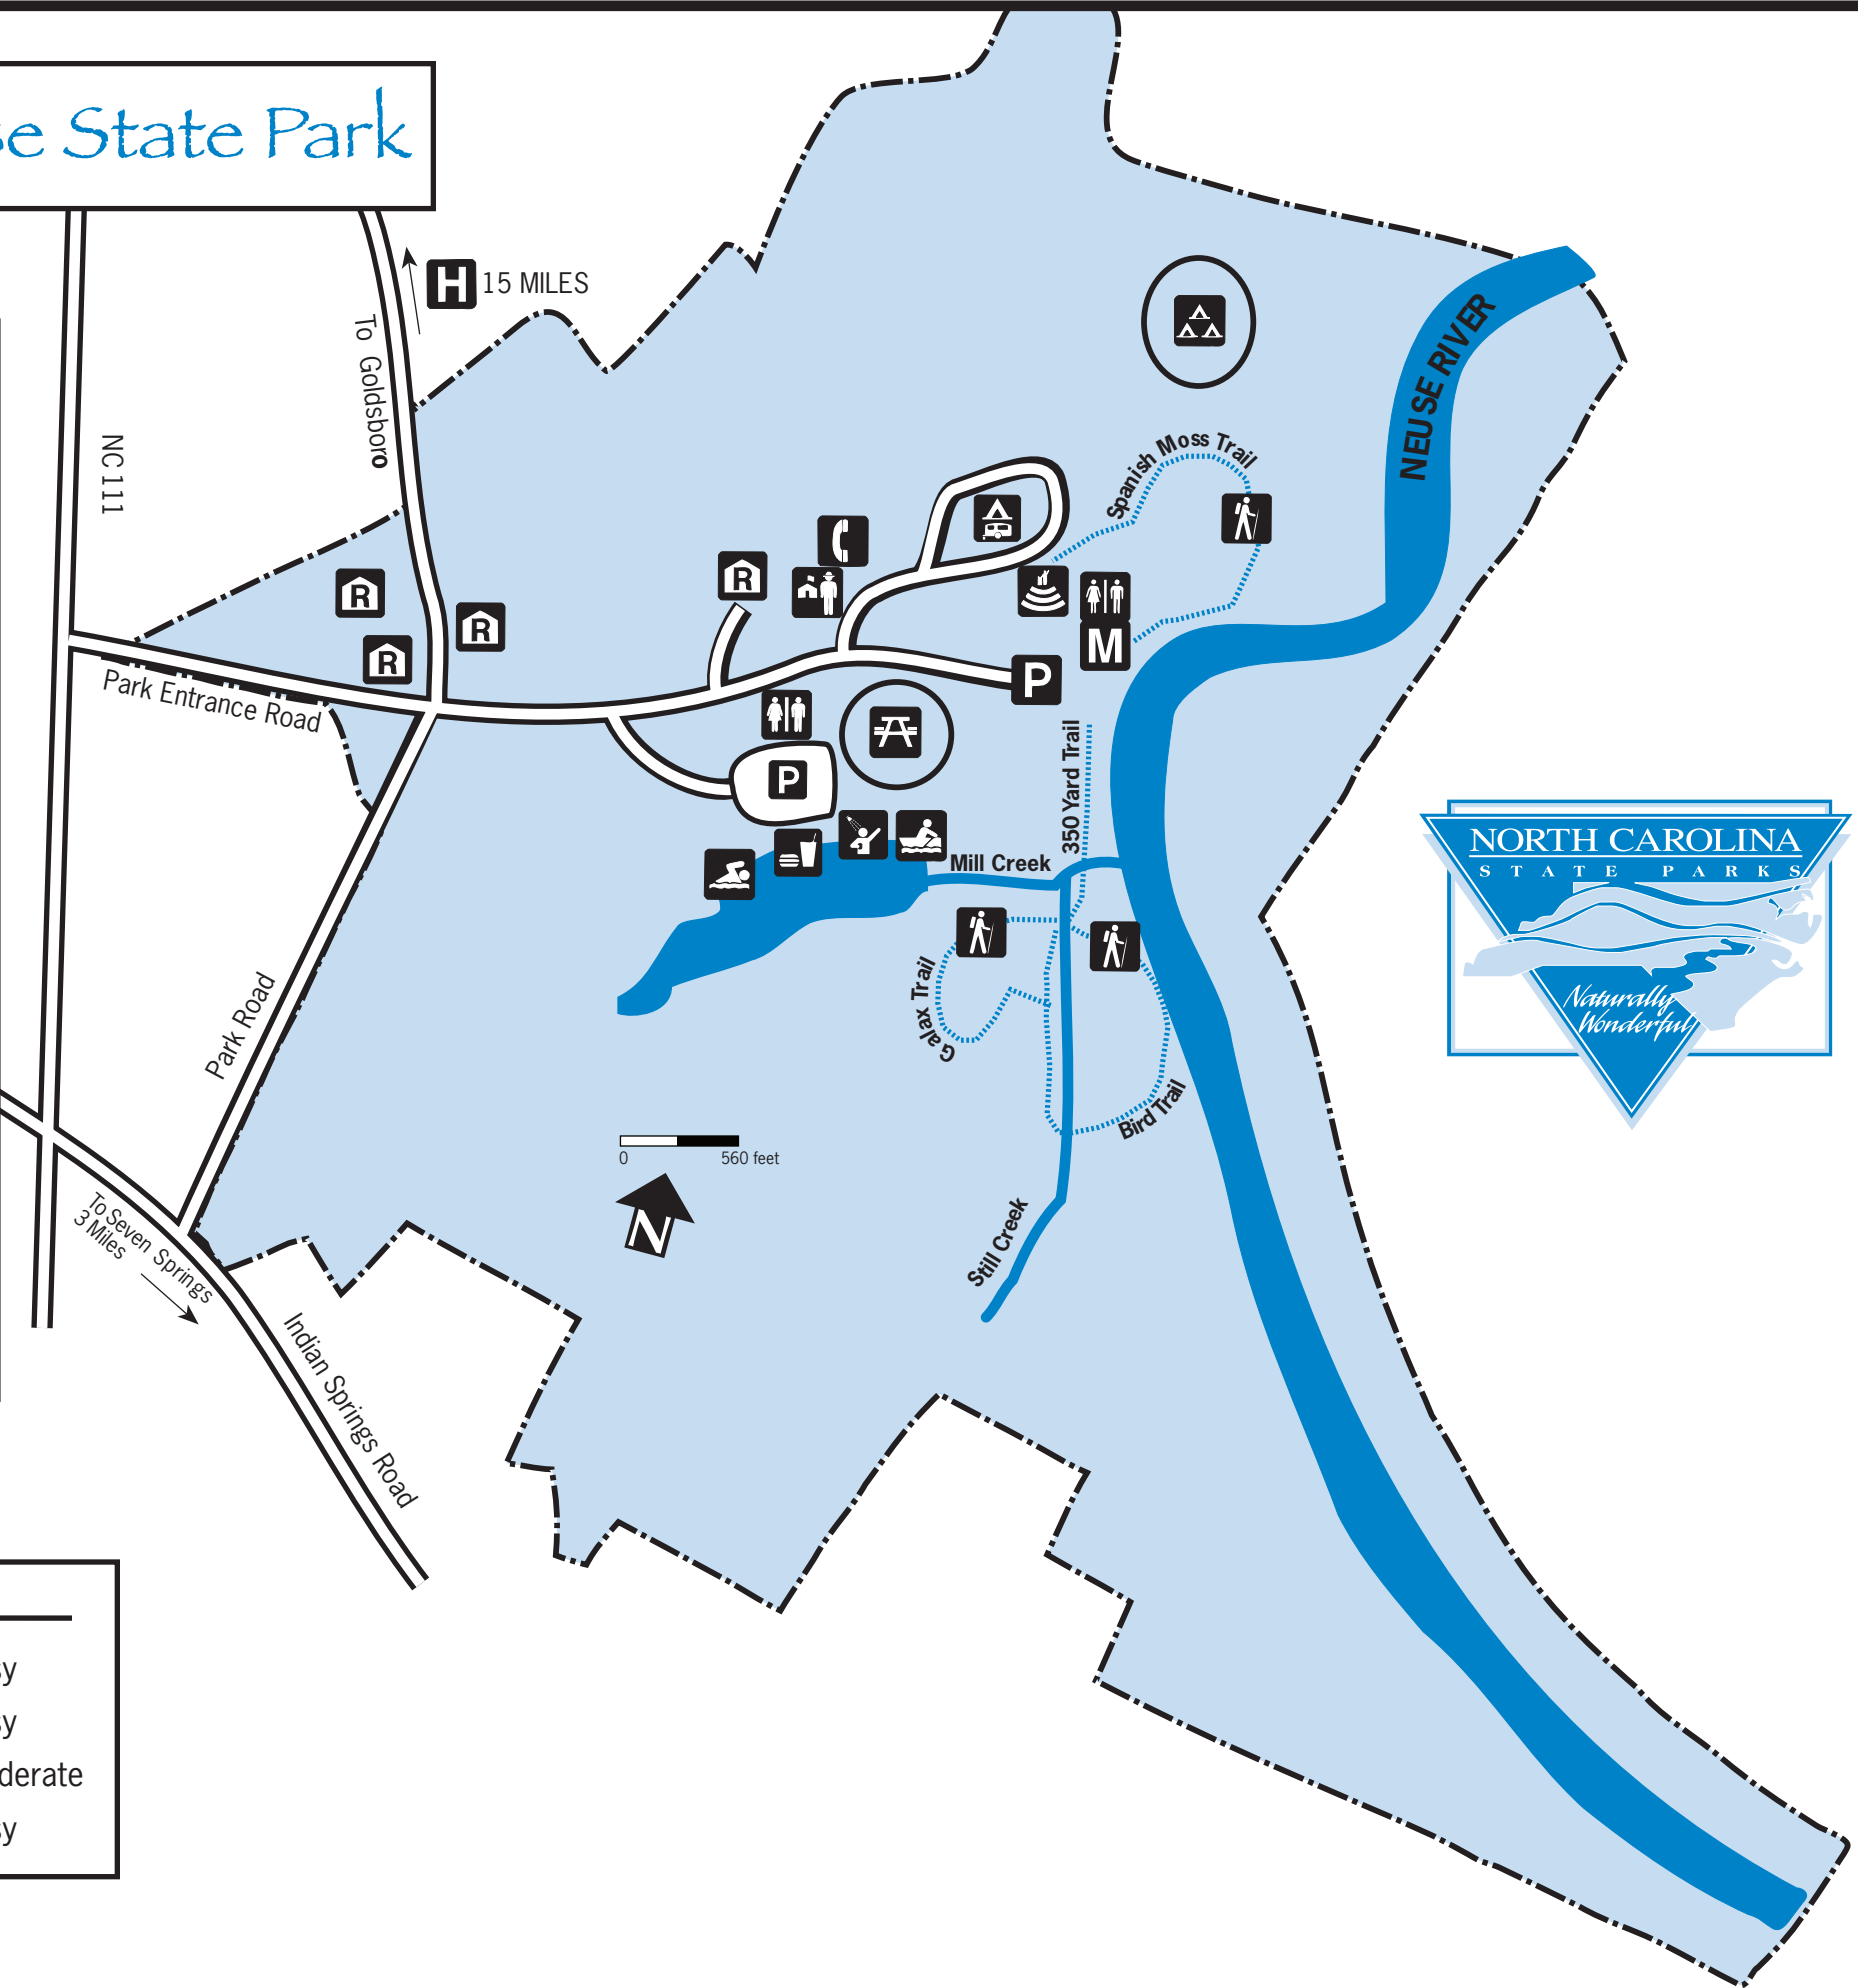 State Park
H 15 MILES
To Goldsboro
NC 111
NEUSE RIVER
Spanish Moss Trail
R
R
R
R
M
P
Park Entrance Road
P
350 Yard Trail
Mill Creek
NORTH CAROLINA
STATE PARKS
Naturally
Wonderful
Galax Trail
Park Road
Bird Trail
0 560 feet
N
Still Creek
To Seven Springs
3 Miles
Indian Springs Road